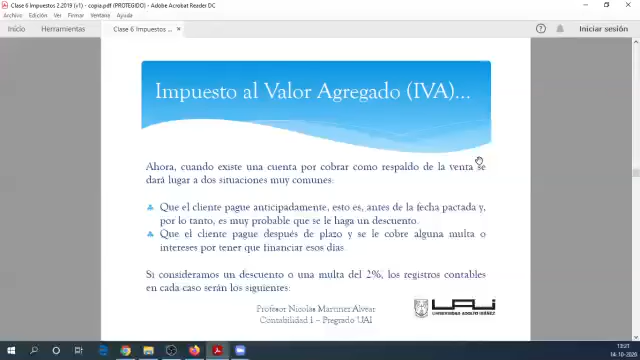 Clase 6 Impuestos 2.2019 (v1) - copia.pdf (PROTEGIDO) - Adobe Acrobat Reader DC
Archivo Edición Ver Firmar Ventana Ayuda
Inicio Herramientas Clase 6 Impuestos ... × Iniciar sesión
Impuesto al Valor Agregado (IVA)...
Ahora, cuando existe una cuenta por cobrar como respaldo de la venta se
dará lugar a dos situaciones muy comunes:
Que el cliente pague anticipadamente, esto es, antes de la fecha pactada y,
por lo tanto, es muy probable que se le haga un descuento.
Que el cliente pague después de plazo y se le cobre alguna multa o
intereses por tener que financiar esos días.
Si consideramos un descuento o una multa del 2%, los registros contables
en cada caso serán los siguientes:
Profesor Nicolás Martínez Alvear
Contabilidad I – Pregrado UAI
UAI
UNIVERSIDAD ADOLFO IBÁÑEZ
13:21
14-10-2020